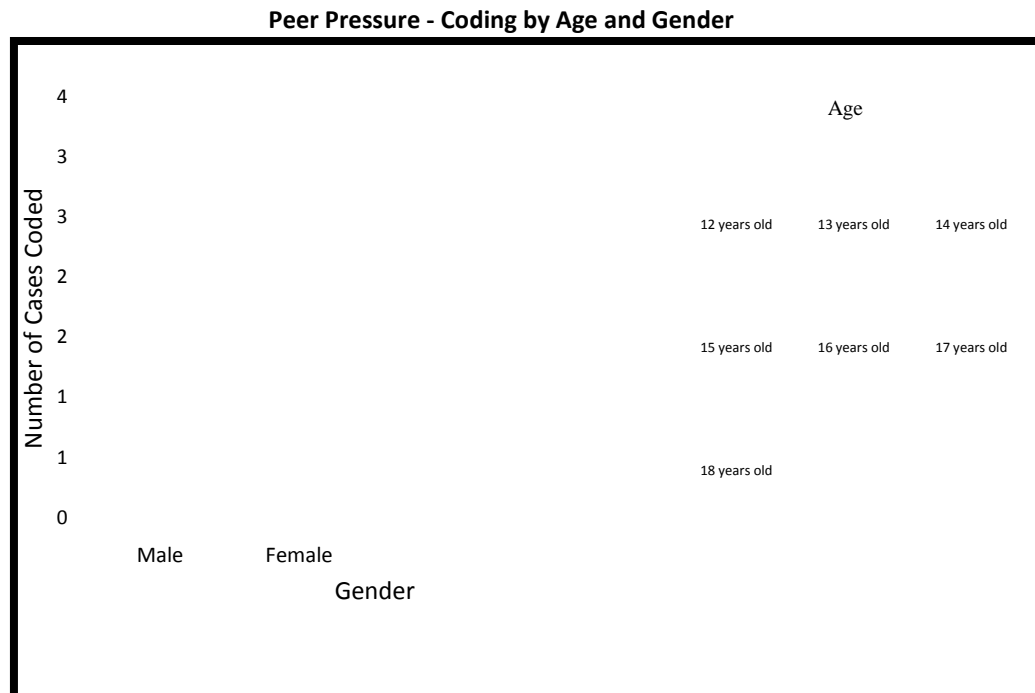 Peer Pressure - Coding by Age and Gender
Number of Cases Coded
4
3
3
2
2
1
1
0
Male Female
Gender
Age
12 years old 13 years old 14 years old
15 years old 16 years old 17 years old
18 years old